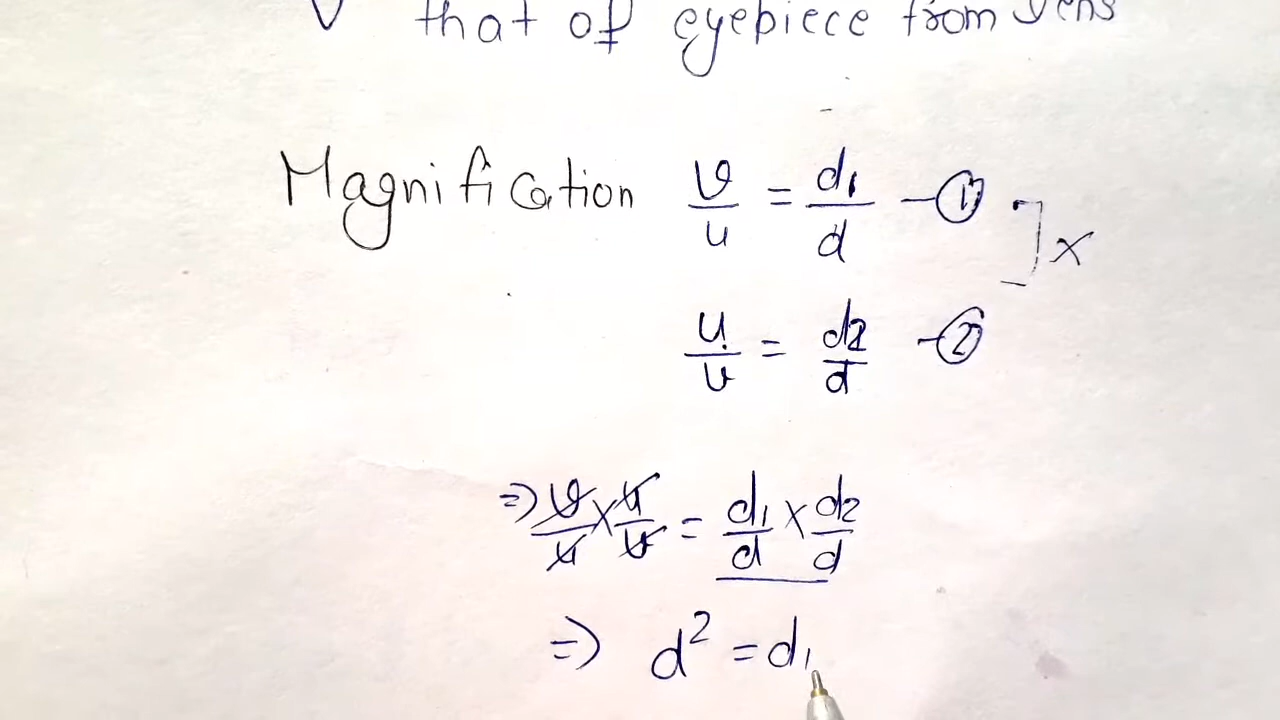 v that of eyepiece from lens
Magnification v/u = d1/d — ①
] x
u/v = d2/d — ②
=> v/u x u/v = d1/d x d2/d
=> d² = d1